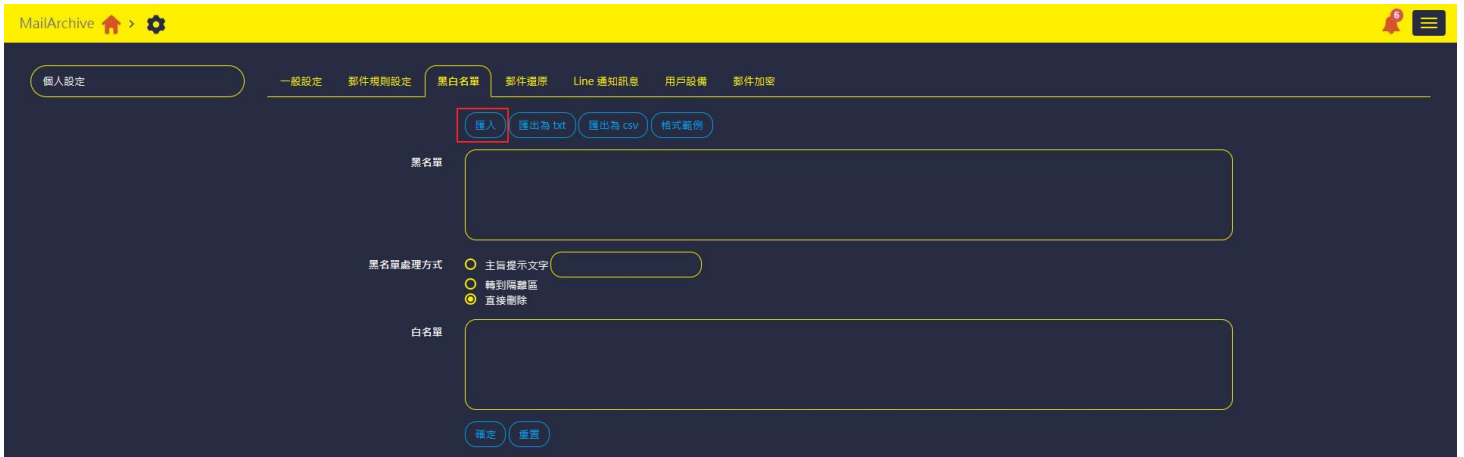 MailArchive >
6
個人設定
一般設定 郵件規則設定 黑白名單 郵件還原 Line 通知訊息 用戶設備 郵件加密
匯入 匯出為 txt 匯出為 csv 格式範例
黑名單
黑名單處理方式 主旨提示文字
轉到隔離區
直接刪除
白名單
確定 重置